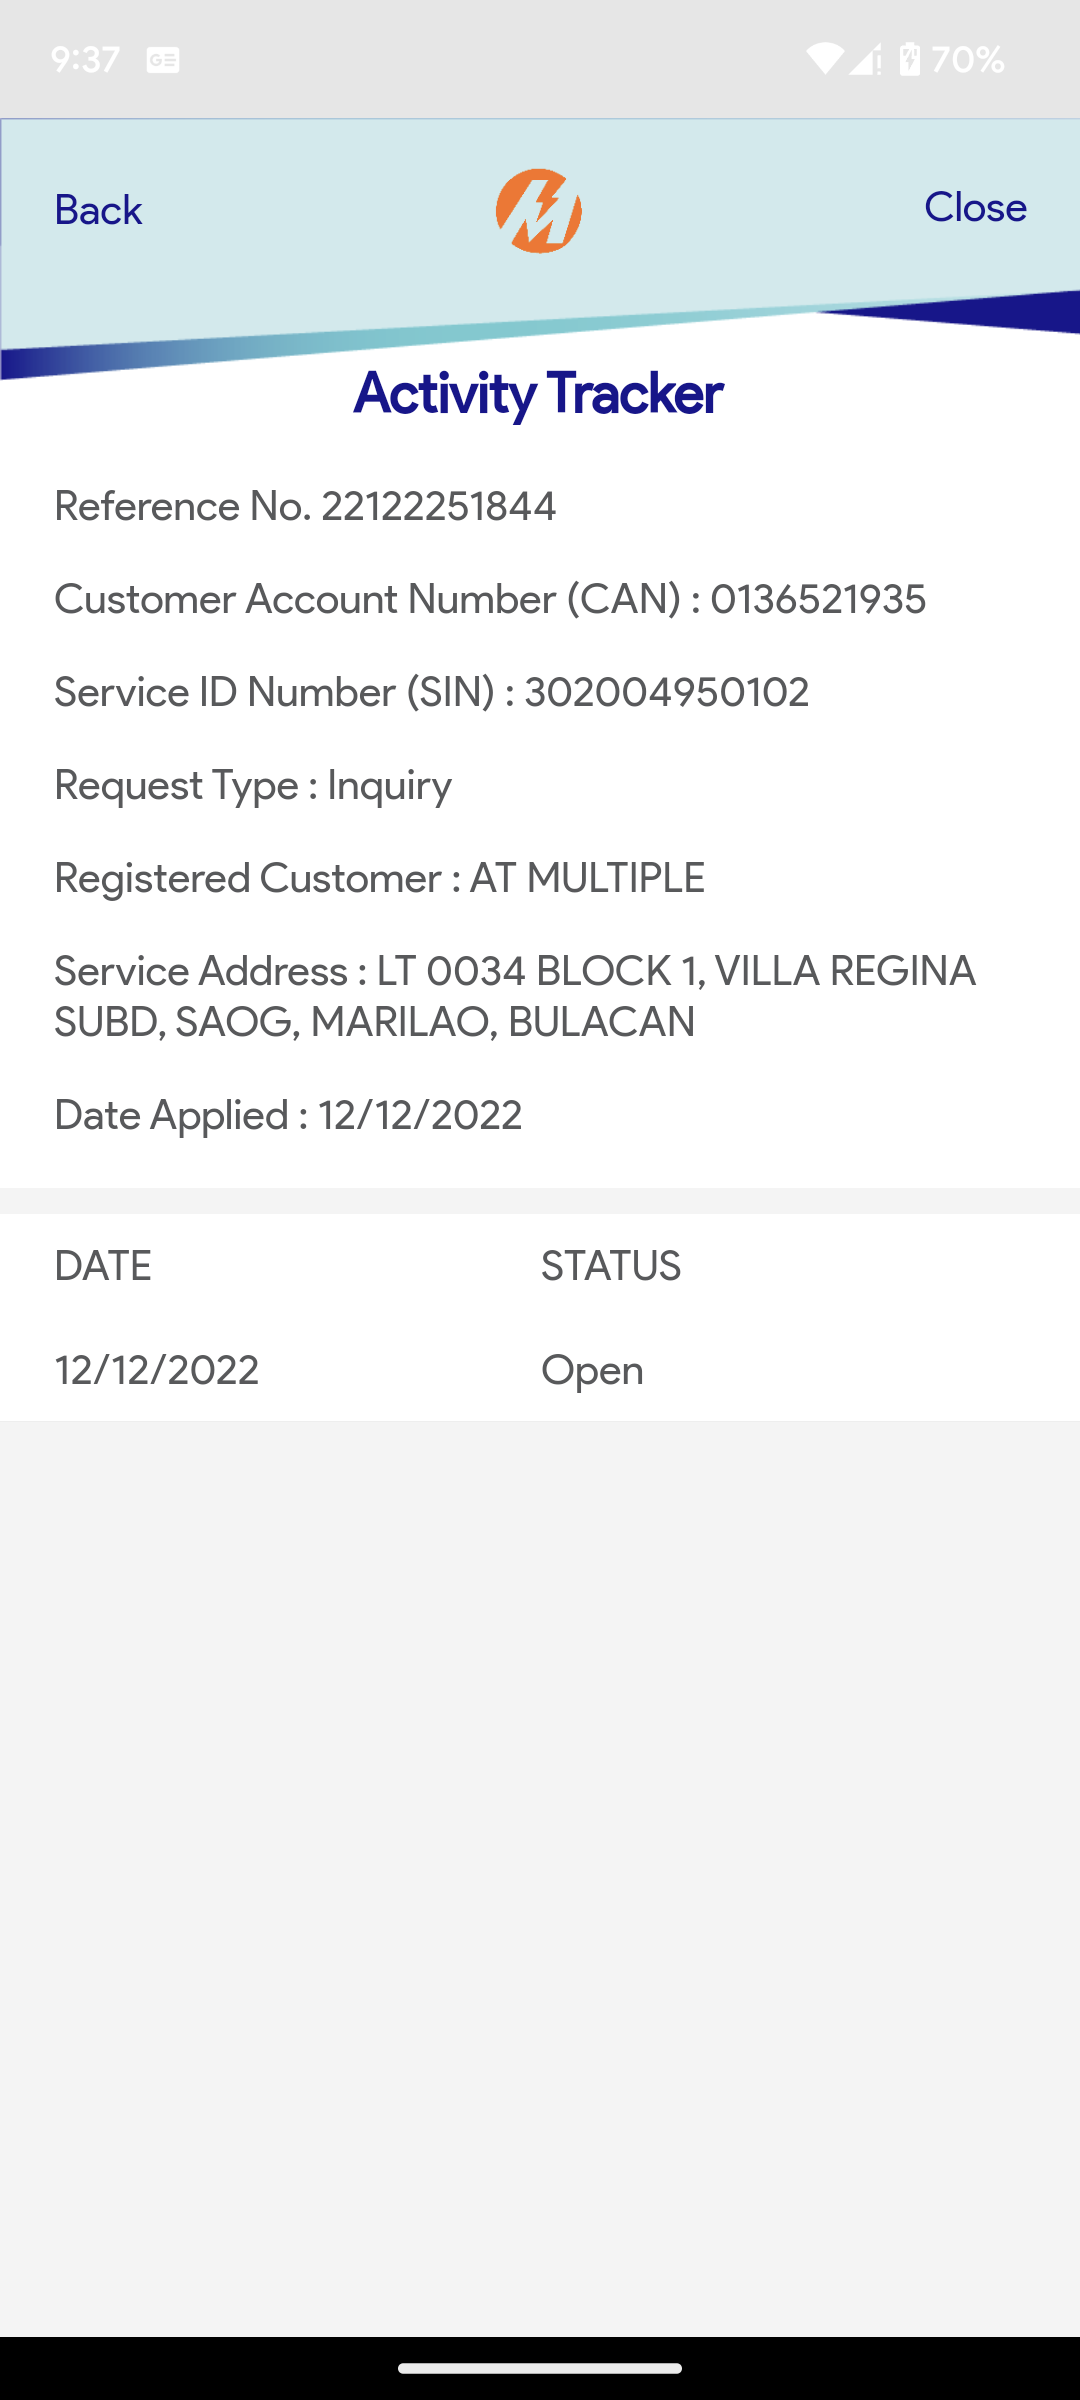 9:37
70%
Back
Close
Activity Tracker
Reference No. 22122251844
Customer Account Number (CAN) : 0136521935
Service ID Number (SIN) : 302004950102
Request Type : Inquiry
Registered Customer : AT MULTIPLE
Service Address : LT 0034 BLOCK 1, VILLA REGINA
SUBD, SAOG, MARILAO, BULACAN
Date Applied : 12/12/2022
DATE STATUS
12/12/2022 Open